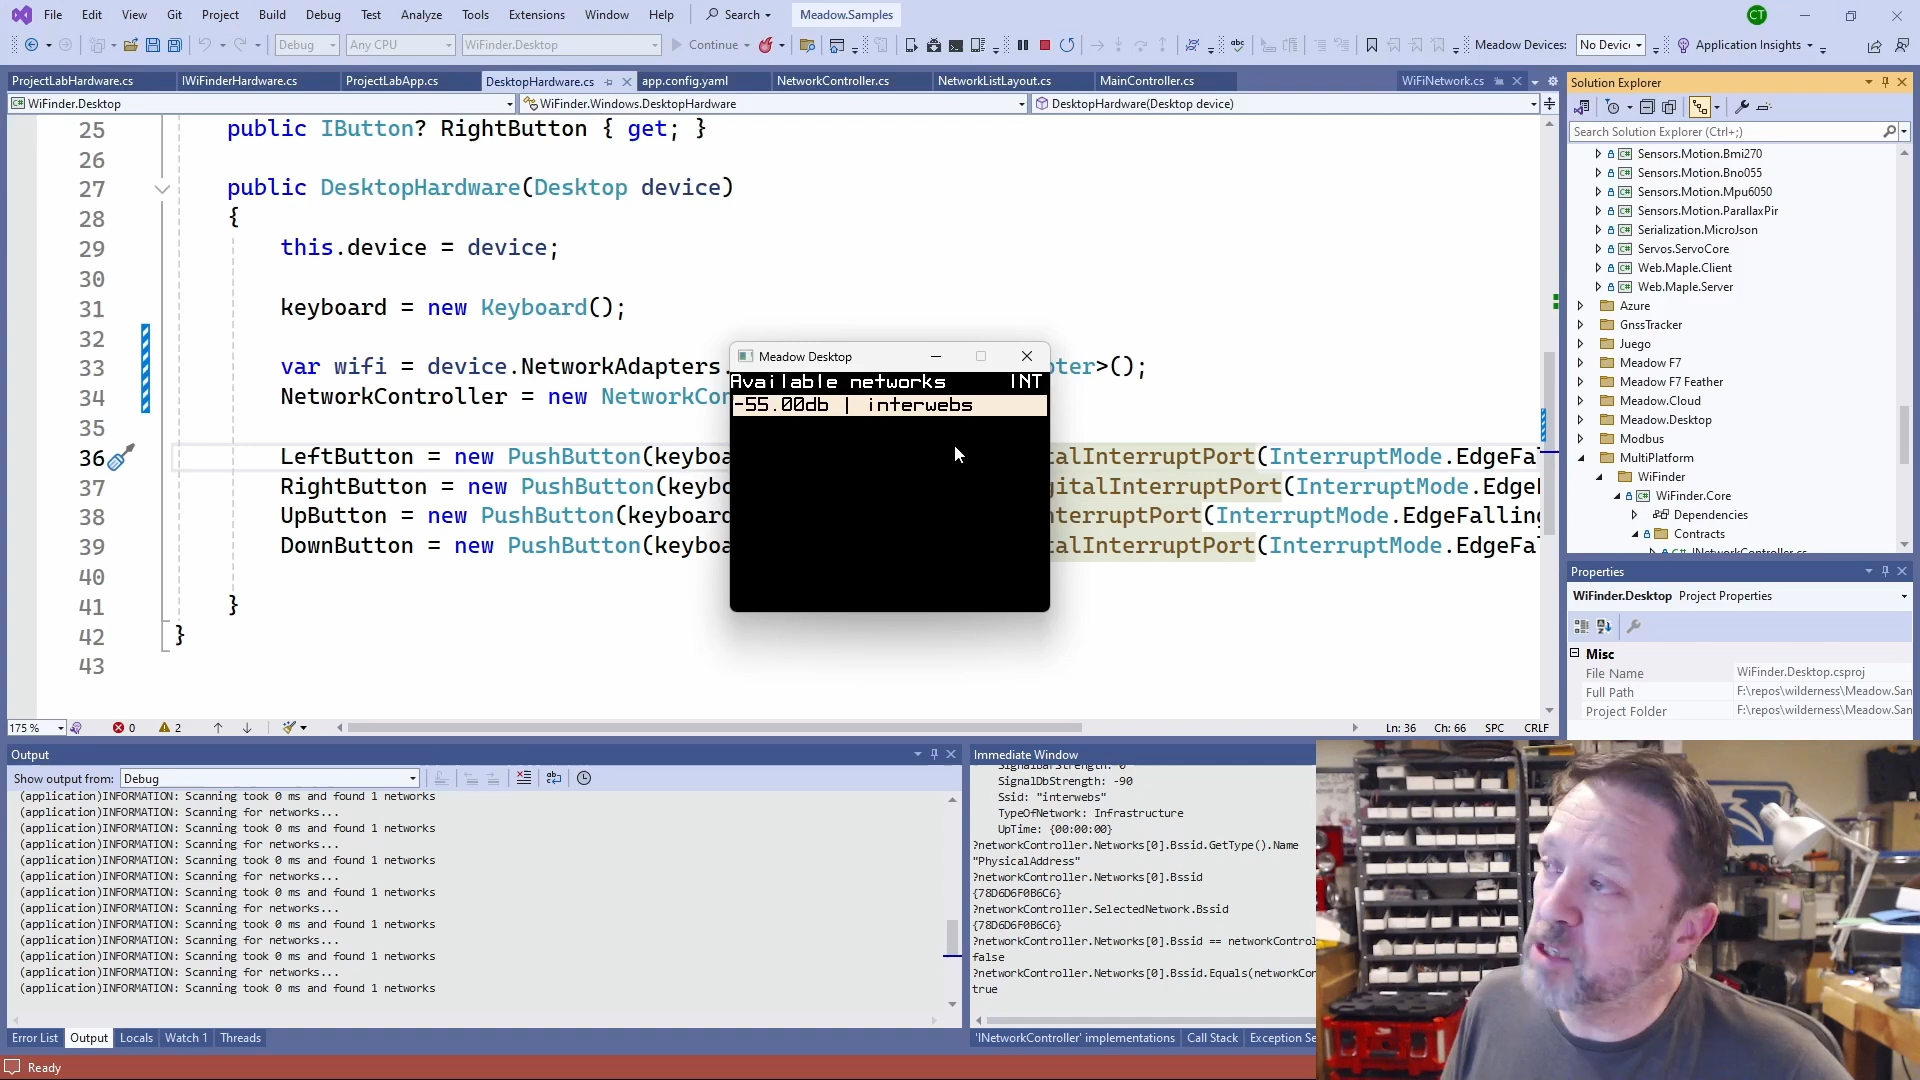 File Edit View Git Project Build Debug Test Analyze Tools Extensions Window Help Search Meadow.Samples CT
Debug Any CPU WiFinder.Desktop Continue Meadow Devices: No Device Application Insights
ProjectLabHardware.cs IWiFinderHardware.cs ProjectLabApp.cs DesktopHardware.cs app.config.yaml NetworkController.cs NetworkListLayout.cs MainController.cs WiFiNetwork.cs
WiFinder.Desktop WiFinder.Windows.DesktopHardware DesktopHardware(Desktop device)
25 public IButton? RightButton { get; }
26
27 public DesktopHardware(Desktop device)
28 {
29 this.device = device;
30
31 keyboard = new Keyboard();
32
33 var wifi = device.NetworkAdapters. pter>();
34 NetworkController = new NetworkCon
35
36 LeftButton = new PushButton(keyboa talInterruptPort(InterruptMode.EdgeFal
37 RightButton = new PushButton(keybo gitalInterruptPort(InterruptMode.EdgeF
38 UpButton = new PushButton(keyboard nterruptPort(InterruptMode.EdgeFalling
39 DownButton = new PushButton(keyboa talInterruptPort(InterruptMode.EdgeFal
40
41 }
42 }
43
Meadow Desktop
Available networks INT
-55.00db | interwebs
175 % 0 2 Ln: 36 Ch: 66 SPC CRLF
Solution Explorer
Search Solution Explorer (Ctrl+;)
Sensors.Motion.Bmi270
Sensors.Motion.Bno055
Sensors.Motion.Mpu6050
Sensors.Motion.ParallaxPir
Serialization.MicroJson
Servos.ServoCore
Web.Maple.Client
Web.Maple.Server
Azure
GnssTracker
Juego
Meadow F7
Meadow F7 Feather
Meadow.Cloud
Meadow.Desktop
Modbus
MultiPlatform
WiFinder
WiFinder.Core
Dependencies
Contracts
INetworkController.cs
Properties
WiFinder.Desktop Project Properties
Misc
File Name WiFinder.Desktop.csproj
Full Path F:\repos\wilderness\Meadow.San
Project Folder F:\repos\wilderness\Meadow.San
Output
Show output from: Debug
(application)INFORMATION: Scanning took 0 ms and found 1 networks
(application)INFORMATION: Scanning for networks...
(application)INFORMATION: Scanning took 0 ms and found 1 networks
(application)INFORMATION: Scanning for networks...
(application)INFORMATION: Scanning took 0 ms and found 1 networks
(application)INFORMATION: Scanning for networks...
(application)INFORMATION: Scanning took 0 ms and found 1 networks
(application)INFORMATION: Scanning for networks...
(application)INFORMATION: Scanning took 0 ms and found 1 networks
(application)INFORMATION: Scanning for networks...
(application)INFORMATION: Scanning took 0 ms and found 1 networks
(application)INFORMATION: Scanning for networks...
(application)INFORMATION: Scanning took 0 ms and found 1 networks
Immediate Window
SignalBarStrength: 0
SignalDbStrength: -90
Ssid: "interwebs"
TypeOfNetwork: Infrastructure
UpTime: {00:00:00}
?networkController.Networks[0].Bssid.GetType().Name
"PhysicalAddress"
?networkController.Networks[0].Bssid
{78D6D6F0B6C6}
?networkController.SelectedNetwork.Bssid
{78D6D6F0B6C6}
?networkController.Networks[0].Bssid == networkControl
false
?networkController.Networks[0].Bssid.Equals(networkCon
true
Error List Output Locals Watch 1 Threads
'INetworkController' implementations Call Stack Exception Se
Ready